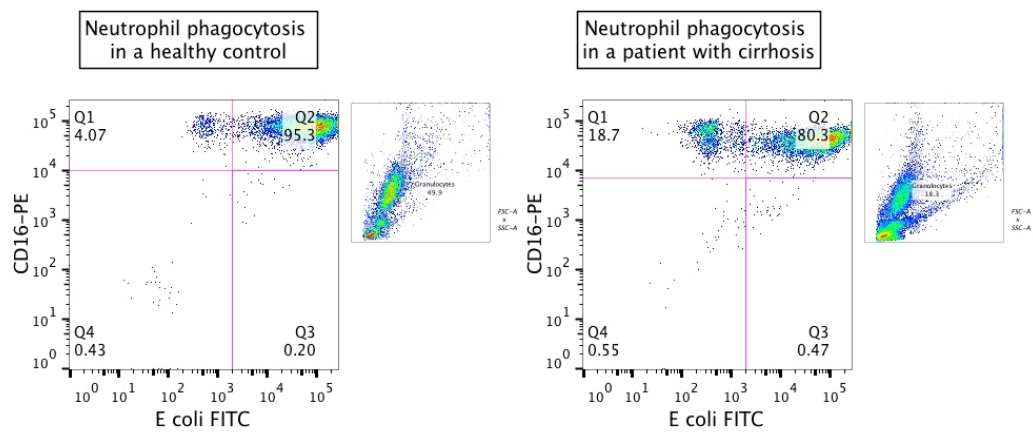 Neutrophil phagocytosis
in a healthy control
Q1
4.07
Q2
95.3
Q4
0.43
Q3
0.20
10^5
10^4
10^3
10^2
10^1
10^0
CD16-PE
10^0 10^1 10^2 10^3 10^4 10^5
E coli FITC
Granulocytes
49.9
FSC-A
x
SSC-A
Neutrophil phagocytosis
in a patient with cirrhosis
Q1
18.7
Q2
80.3
Q4
0.55
Q3
0.47
10^5
10^4
10^3
10^2
10^1
10^0
CD16-PE
10^0 10^1 10^2 10^3 10^4 10^5
E coli FITC
Granulocytes
18.3
FSC-A
x
SSC-A